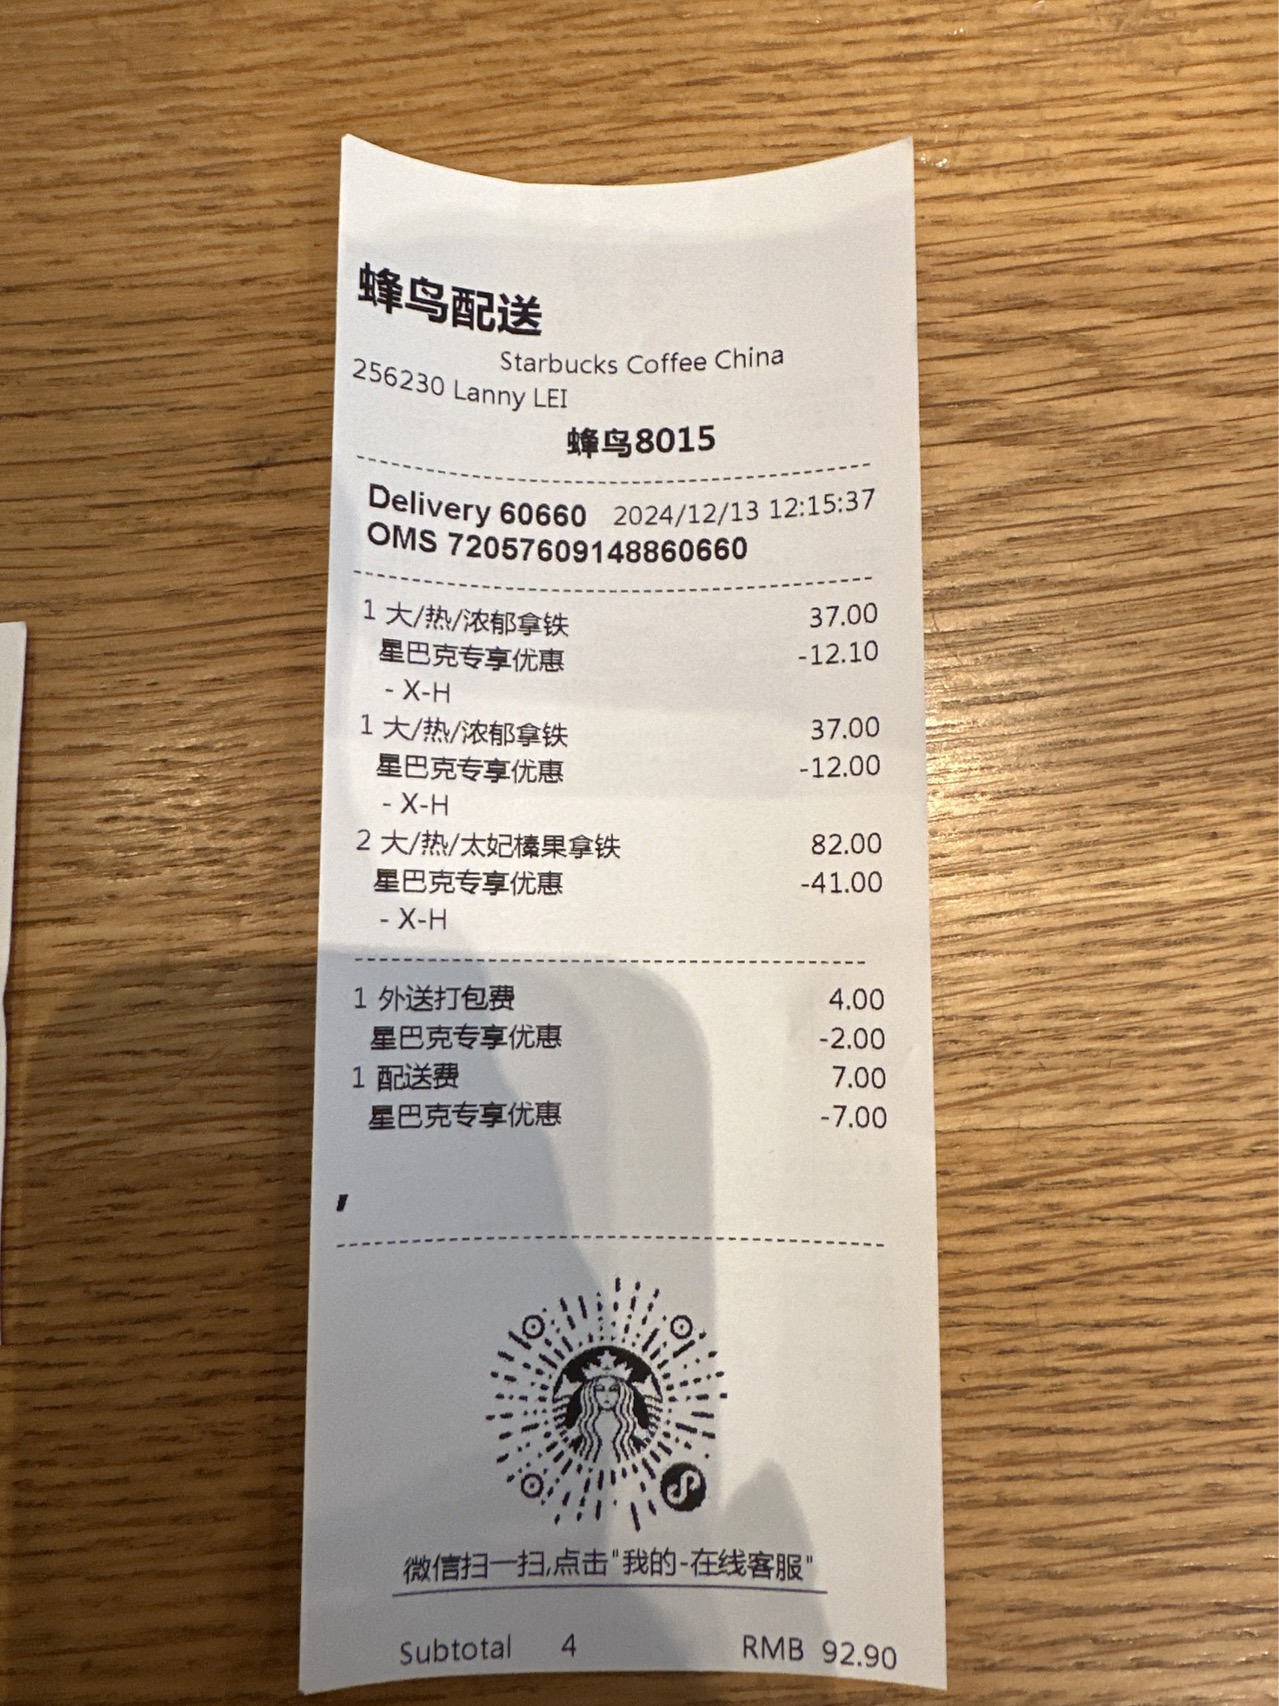 蜂鸟配送
Starbucks Coffee China
256230 Lanny LEI
蜂鸟8015
Delivery 60660 2024/12/13 12:15:37
OMS 72057609148860660
1 大/热/浓郁拿铁 37.00
星巴克专享优惠 -12.10
- X-H
1 大/热/浓郁拿铁 37.00
星巴克专享优惠 -12.00
- X-H
2 大/热/太妃榛果拿铁 82.00
星巴克专享优惠 -41.00
- X-H
1 外送打包费 4.00
星巴克专享优惠 -2.00
1 配送费 7.00
星巴克专享优惠 -7.00
,
微信扫一扫,点击"我的-在线客服"
Subtotal 4 RMB 92.90